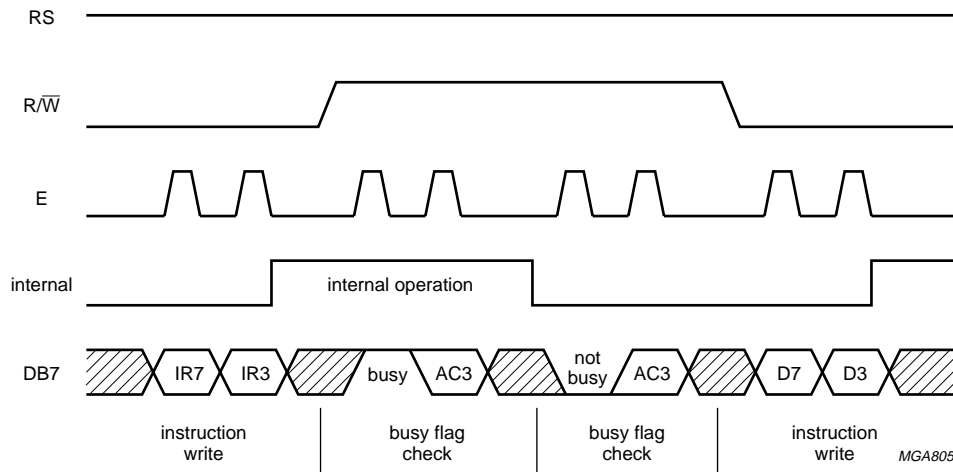 RS
R/W̅
E
internal
internal operation
DB7
IR7 IR3 busy AC3 not busy AC3 D7 D3
instruction write
busy flag check
busy flag check
instruction write
MGA805